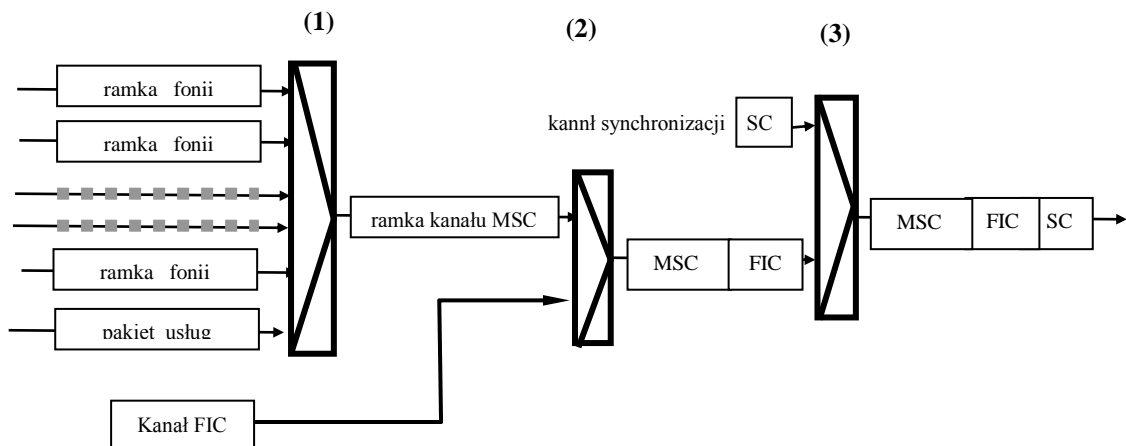 (1)
(2)
(3)
ramka fonii
ramka fonii
kannł synchronizacji
SC
ramka kanału MSC
MSC
FIC
SC
ramka fonii
MSC
FIC
pakiet usług
Kanał FIC